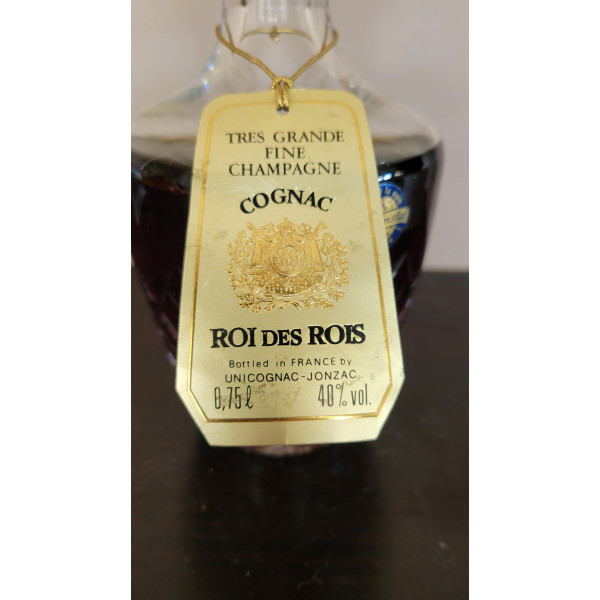 TRES GRANDE
FINE
CHAMPAGNE
COGNAC
ROI DES ROIS
Bottled in FRANCE by
UNICOGNAC-JONZAC
0,75ℓ 40% vol.